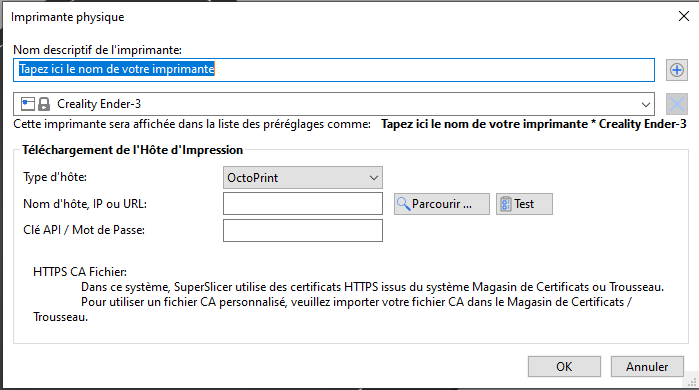 Imprimante physique
Nom descriptif de l'imprimante:
Tapez ici le nom de votre imprimante
Creality Ender-3
Cette imprimante sera affichée dans la liste des préréglages comme: Tapez ici le nom de votre imprimante * Creality Ender-3
Téléchargement de l'Hôte d'Impression
Type d'hôte: OctoPrint
Nom d'hôte, IP ou URL: Parcourir ... Test
Clé API / Mot de Passe:
HTTPS CA Fichier:
Dans ce système, SuperSlicer utilise des certificats HTTPS issus du système Magasin de Certificats ou Trousseau.
Pour utiliser un fichier CA personnalisé, veuillez importer votre fichier CA dans le Magasin de Certificats /
Trousseau.
OK Annuler